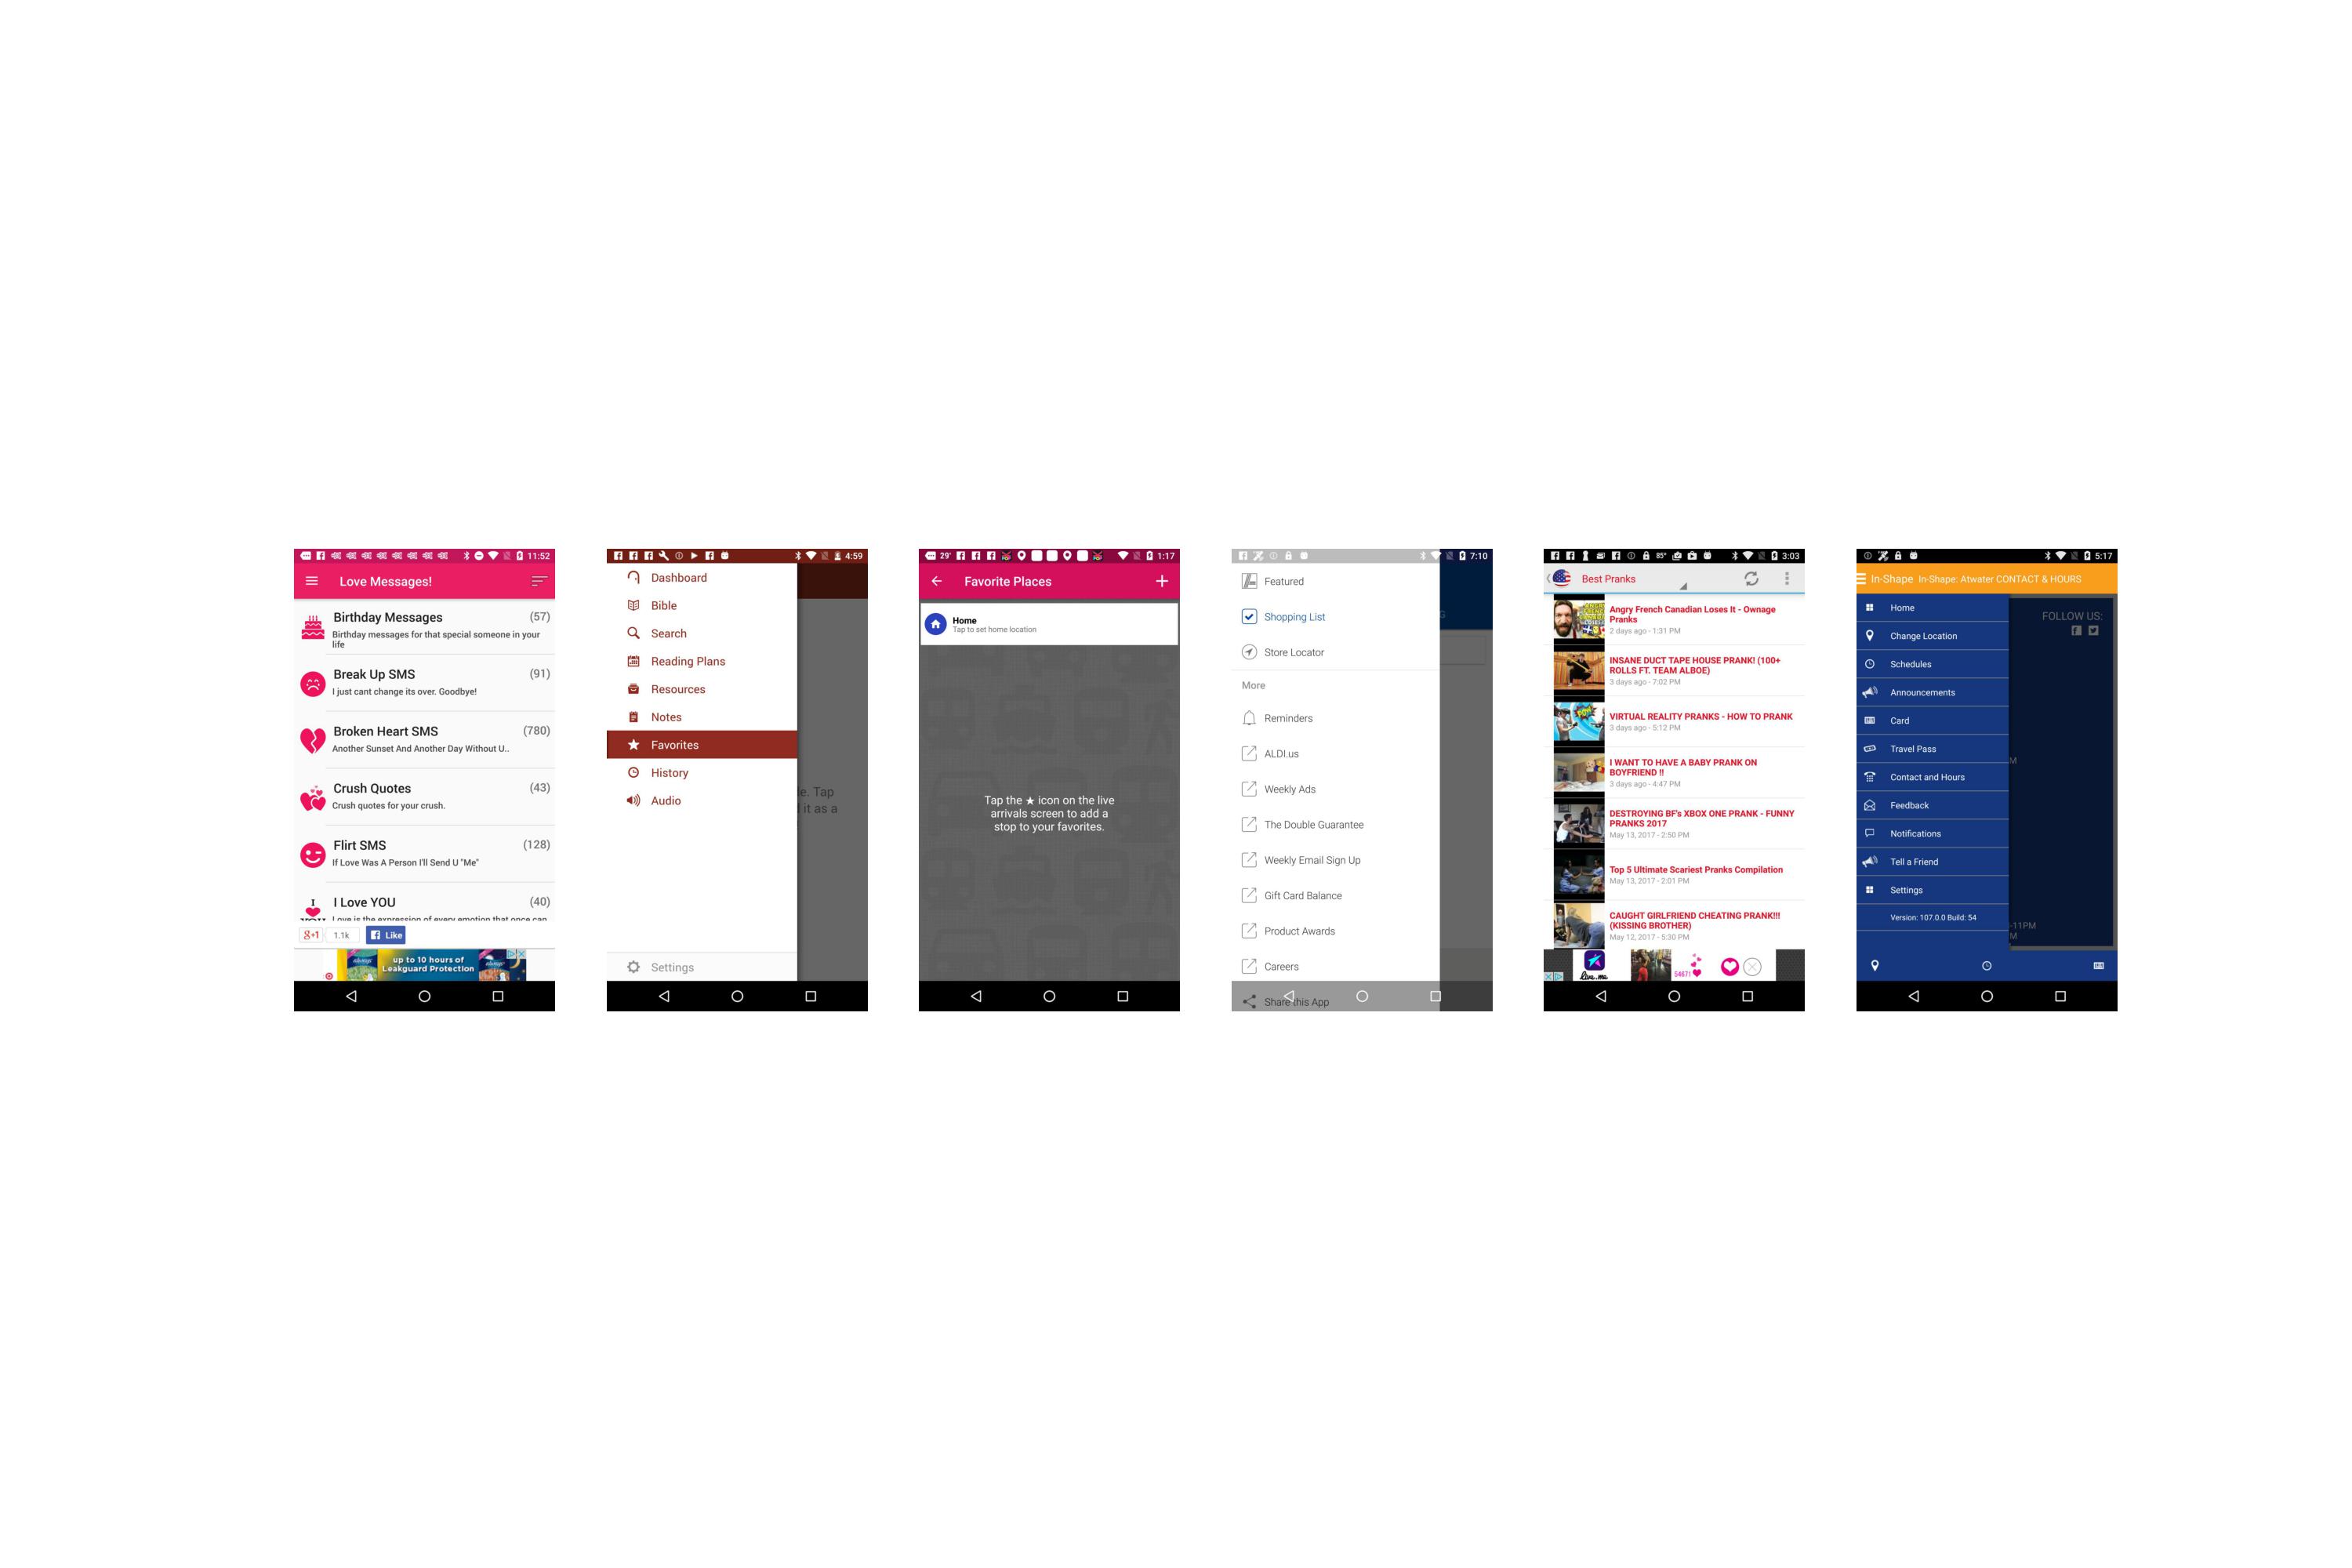 11:52
Love Messages!
Birthday Messages (57)
Birthday messages for that special someone in your
life
Break Up SMS (91)
I just cant change its over. Goodbye!
Broken Heart SMS (780)
Another Sunset And Another Day Without U..
Crush Quotes (43)
Crush quotes for your crush.
Flirt SMS (128)
If Love Was A Person I'll Send U "Me"
I Love YOU (40)
Love is the expression of every emotion that once can
g+1 1.1k Like
up to 10 hours of
Leakguard Protection
4:59
Dashboard
Bible
Search
Reading Plans
Resources
Notes
Favorites
History
Audio
le. Tap
it as a
Settings
29° 1:17
Favorite Places
Home
Tap to set home location
Tap the ★ icon on the live
arrivals screen to add a
stop to your favorites.
7:10
Featured
Shopping List
Store Locator
More
Reminders
ALDI.us
Weekly Ads
The Double Guarantee
Weekly Email Sign Up
Gift Card Balance
Product Awards
Careers
Share this App
85° 3:03
Best Pranks
Angry French Canadian Loses It - Ownage
Pranks
2 days ago - 1:31 PM
INSANE DUCT TAPE HOUSE PRANK! (100+
ROLLS FT. TEAM ALBOE)
3 days ago - 7:02 PM
VIRTUAL REALITY PRANKS - HOW TO PRANK
3 days ago - 5:12 PM
I WANT TO HAVE A BABY PRANK ON
BOYFRIEND !!
3 days ago - 4:47 PM
DESTROYING BF's XBOX ONE PRANK - FUNNY
PRANKS 2017
May 13, 2017 - 2:50 PM
Top 5 Ultimate Scariest Pranks Compilation
May 13, 2017 - 2:01 PM
CAUGHT GIRLFRIEND CHEATING PRANK!!!
(KISSING BROTHER)
May 12, 2017 - 5:30 PM
Live.me
54671
5:17
In-Shape In-Shape: Atwater CONTACT & HOURS
Home
Change Location
Schedules
Announcements
Card
Travel Pass
Contact and Hours
Feedback
Notifications
Tell a Friend
Settings
Version: 107.0.0 Build: 54
FOLLOW US:
M
-11PM
M